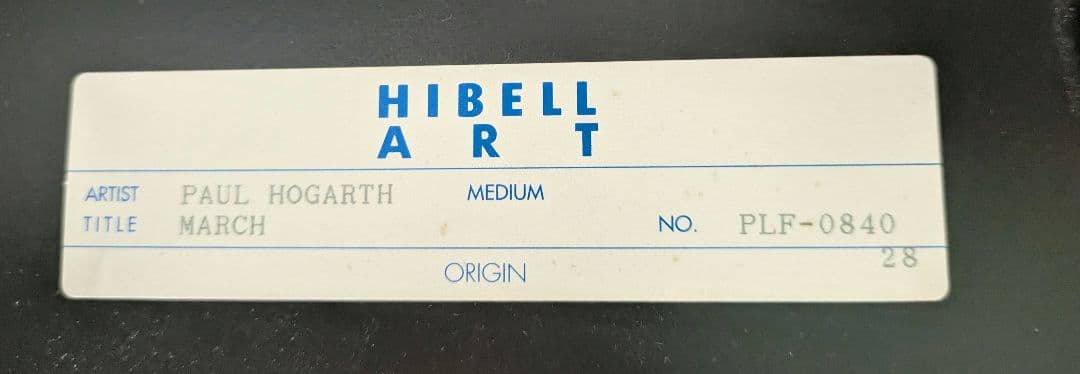 HIBELL
ART
ARTIST PAUL HOGARTH MEDIUM
TITLE MARCH NO. PLF-0840
28
ORIGIN